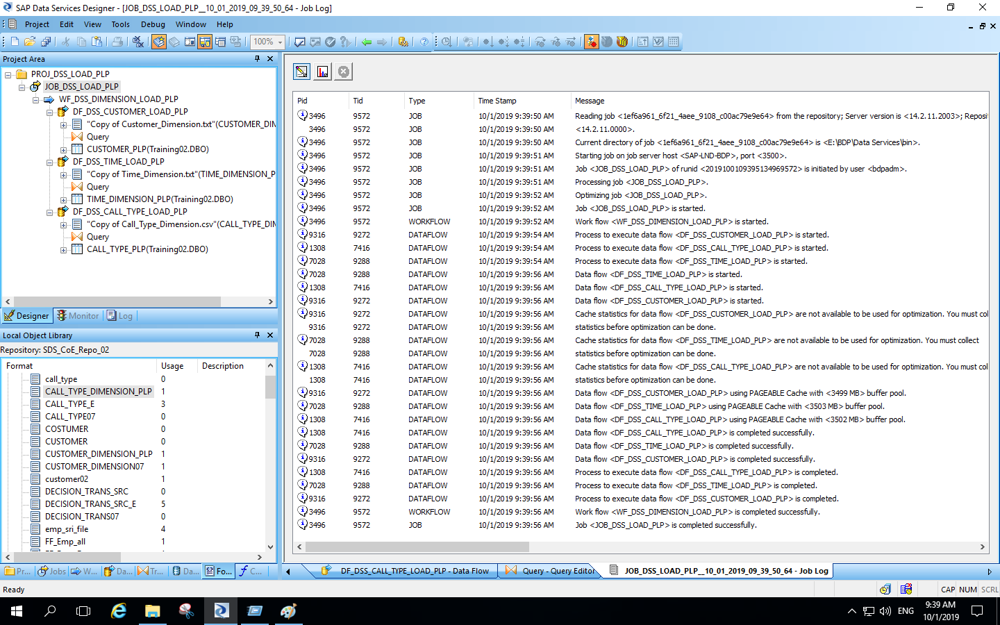 SAP Data Services Designer - [JOB_DSS_LOAD_PLP__10_01_2019_09_39_50_64 - Job Log]
Project Edit View Tools Debug Window Help
100%
Project Area
PROJ_DSS_LOAD_PLP
JOB_DSS_LOAD_PLP
WF_DSS_DIMENSION_LOAD_PLP
DF_DSS_CUSTOMER_LOAD_PLP
"Copy of Customer_Dimension.txt"(CUSTOMER_DIM
Query
CUSTOMER_PLP(Training02.DBO)
DF_DSS_TIME_LOAD_PLP
"Copy of Time_Dimension.txt"(TIME_DIMENSION_P
Query
TIME_DIMENSION_PLP(Training02.DBO)
DF_DSS_CALL_TYPE_LOAD_PLP
"Copy of Call_Type_Dimension.csv"(CALL_TYPE_DIM
Query
CALL_TYPE_PLP(Training02.DBO)
Designer Monitor Log
Local Object Library
Repository: SDS_CoE_Repo_02
Format Usage Description
call_type 0
CALL_TYPE_DIMENSION_PLP 1
CALL_TYPE_E 3
CALL_TYPE07 0
COSTUMER 0
CUSTOMER 0
CUSTOMER_DIMENSION_PLP 1
CUSTOMER_DIMENSION07 1
customer02 1
DECISION_TRANS_SRC 0
DECISION_TRANS_SRC_E 5
DECISION_TRANS07 0
emp_sri_file 4
FF_Emp_all 1
Pr... Jobs W... Da... Tr... Da... Fo... C...
Pid Tid Type Time Stamp Message
3496 9572 JOB 10/1/2019 9:39:50 AM Reading job <1ef6a961_6f21_4aee_9108_c00ac79e9e64> from the repository; Server version is <14.2.11.2003>; Reposit
3496 9572 JOB 10/1/2019 9:39:50 AM <14.2.11.0000>.
3496 9572 JOB 10/1/2019 9:39:50 AM Current directory of job <1ef6a961_6f21_4aee_9108_c00ac79e9e64> is <E:\BDP\Data Services\bin>.
3496 9572 JOB 10/1/2019 9:39:51 AM Starting job on job server host <SAP-LND-BDP>, port <3500>.
3496 9572 JOB 10/1/2019 9:39:51 AM Job <JOB_DSS_LOAD_PLP> of runid <2019100109395134969572> is initiated by user <bdpadm>.
3496 9572 JOB 10/1/2019 9:39:51 AM Processing job <JOB_DSS_LOAD_PLP>.
3496 9572 JOB 10/1/2019 9:39:52 AM Optimizing job <JOB_DSS_LOAD_PLP>.
3496 9572 JOB 10/1/2019 9:39:52 AM Job <JOB_DSS_LOAD_PLP> is started.
3496 9572 WORKFLOW 10/1/2019 9:39:52 AM Work flow <WF_DSS_DIMENSION_LOAD_PLP> is started.
9316 9272 DATAFLOW 10/1/2019 9:39:54 AM Process to execute data flow <DF_DSS_CUSTOMER_LOAD_PLP> is started.
1308 7416 DATAFLOW 10/1/2019 9:39:54 AM Process to execute data flow <DF_DSS_CALL_TYPE_LOAD_PLP> is started.
7028 9288 DATAFLOW 10/1/2019 9:39:54 AM Process to execute data flow <DF_DSS_TIME_LOAD_PLP> is started.
7028 9288 DATAFLOW 10/1/2019 9:39:56 AM Data flow <DF_DSS_TIME_LOAD_PLP> is started.
1308 7416 DATAFLOW 10/1/2019 9:39:56 AM Data flow <DF_DSS_CALL_TYPE_LOAD_PLP> is started.
9316 9272 DATAFLOW 10/1/2019 9:39:56 AM Data flow <DF_DSS_CUSTOMER_LOAD_PLP> is started.
9316 9272 DATAFLOW 10/1/2019 9:39:56 AM Cache statistics for data flow <DF_DSS_CUSTOMER_LOAD_PLP> are not available to be used for optimization. You must col
9316 9272 DATAFLOW 10/1/2019 9:39:56 AM statistics before optimization can be done.
7028 9288 DATAFLOW 10/1/2019 9:39:56 AM Cache statistics for data flow <DF_DSS_TIME_LOAD_PLP> are not available to be used for optimization. You must collect
7028 9288 DATAFLOW 10/1/2019 9:39:56 AM statistics before optimization can be done.
1308 7416 DATAFLOW 10/1/2019 9:39:56 AM Cache statistics for data flow <DF_DSS_CALL_TYPE_LOAD_PLP> are not available to be used for optimization. You must col
1308 7416 DATAFLOW 10/1/2019 9:39:56 AM statistics before optimization can be done.
9316 9272 DATAFLOW 10/1/2019 9:39:56 AM Data flow <DF_DSS_CUSTOMER_LOAD_PLP> using PAGEABLE Cache with <3499 MB> buffer pool.
7028 9288 DATAFLOW 10/1/2019 9:39:56 AM Data flow <DF_DSS_TIME_LOAD_PLP> using PAGEABLE Cache with <3503 MB> buffer pool.
1308 7416 DATAFLOW 10/1/2019 9:39:56 AM Data flow <DF_DSS_CALL_TYPE_LOAD_PLP> using PAGEABLE Cache with <3502 MB> buffer pool.
1308 7416 DATAFLOW 10/1/2019 9:39:56 AM Data flow <DF_DSS_CALL_TYPE_LOAD_PLP> is completed successfully.
7028 9288 DATAFLOW 10/1/2019 9:39:56 AM Data flow <DF_DSS_TIME_LOAD_PLP> is completed successfully.
9316 9272 DATAFLOW 10/1/2019 9:39:56 AM Data flow <DF_DSS_CUSTOMER_LOAD_PLP> is completed successfully.
1308 7416 DATAFLOW 10/1/2019 9:39:56 AM Process to execute data flow <DF_DSS_CALL_TYPE_LOAD_PLP> is completed.
7028 9288 DATAFLOW 10/1/2019 9:39:56 AM Process to execute data flow <DF_DSS_TIME_LOAD_PLP> is completed.
9316 9272 DATAFLOW 10/1/2019 9:39:56 AM Process to execute data flow <DF_DSS_CUSTOMER_LOAD_PLP> is completed.
3496 9572 WORKFLOW 10/1/2019 9:39:56 AM Work flow <WF_DSS_DIMENSION_LOAD_PLP> is completed successfully.
3496 9572 JOB 10/1/2019 9:39:56 AM Job <JOB_DSS_LOAD_PLP> is completed successfully.
DF_DSS_CALL_TYPE_LOAD_PLP - Data Flow Query - Query Editor JOB_DSS_LOAD_PLP__10_01_2019_09_39_50_64 - Job Log
Ready CAP NUM SCRL
ENG 9:39 AM
10/1/2019